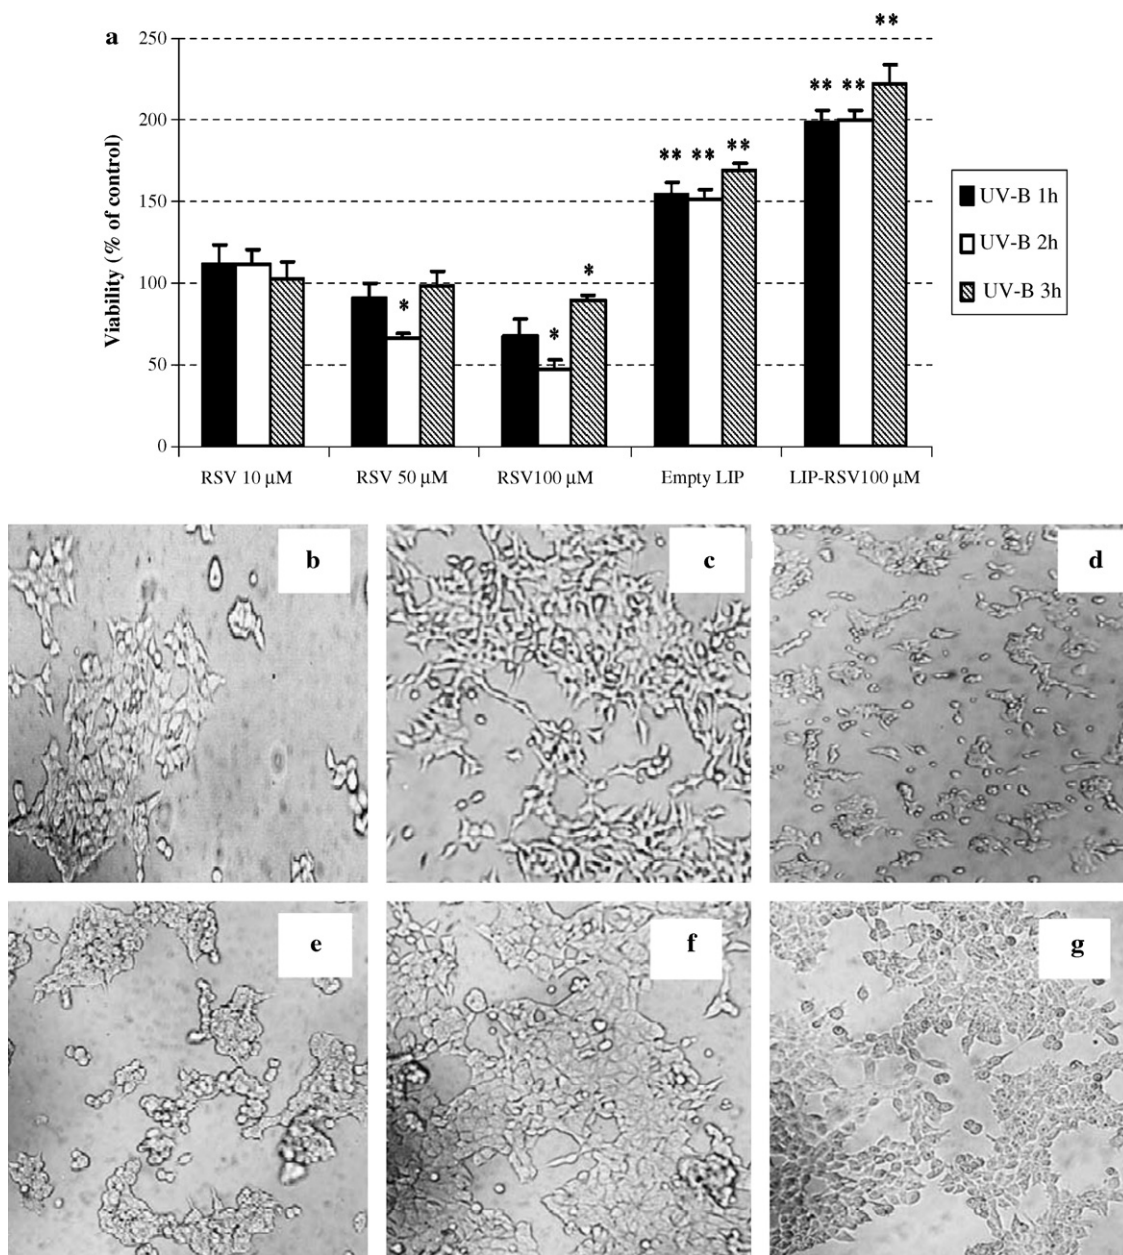 a
250
200
150
100
50
0
Viability (% of control)
** ** **
** ** **
*
* *
UV-B 1h
UV-B 2h
UV-B 3h
RSV 10 µM
RSV 50 µM
RSV100 µM
Empty LIP
LIP-RSV100 µM
b
c
d
e
f
g